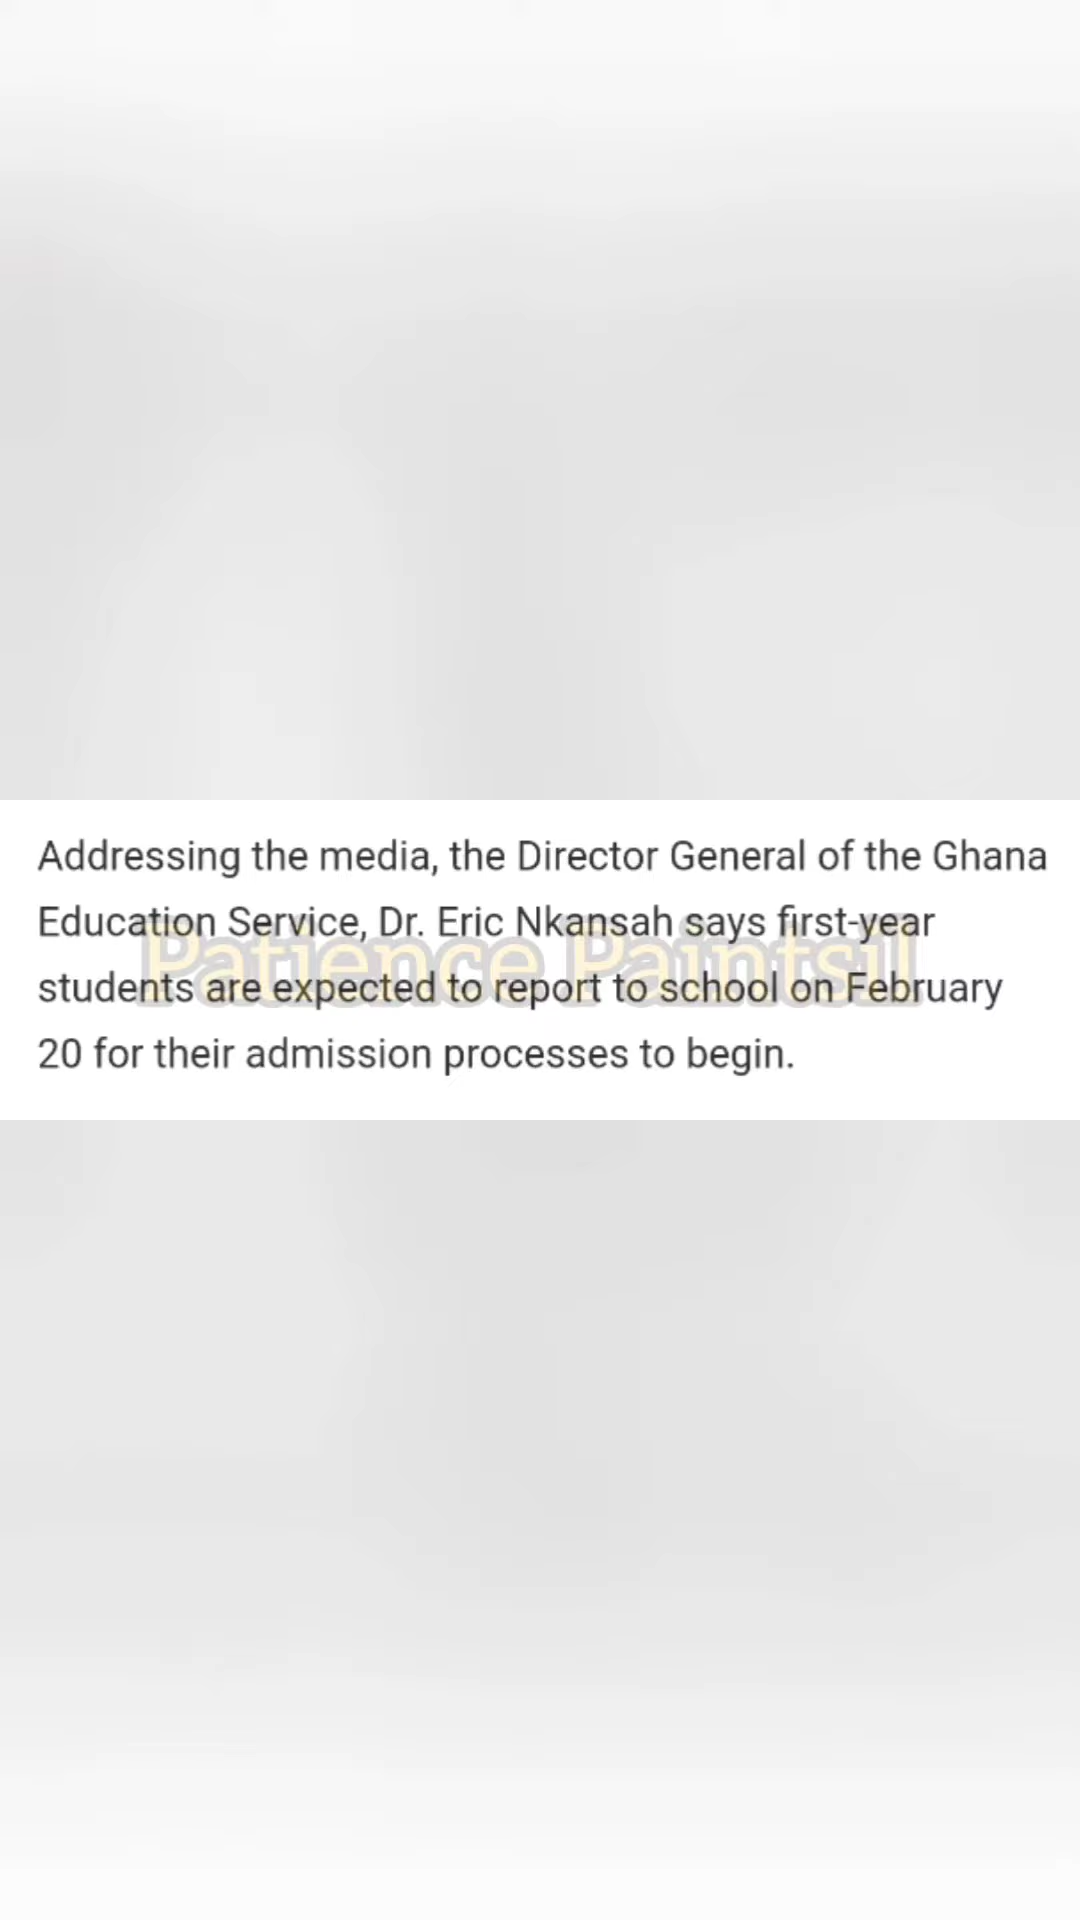 Addressing the media, the Director General of the Ghana
Education Service, Dr. Eric Nkansah says first-year
Patience Paintsil
students are expected to report to school on February
20 for their admission processes to begin.